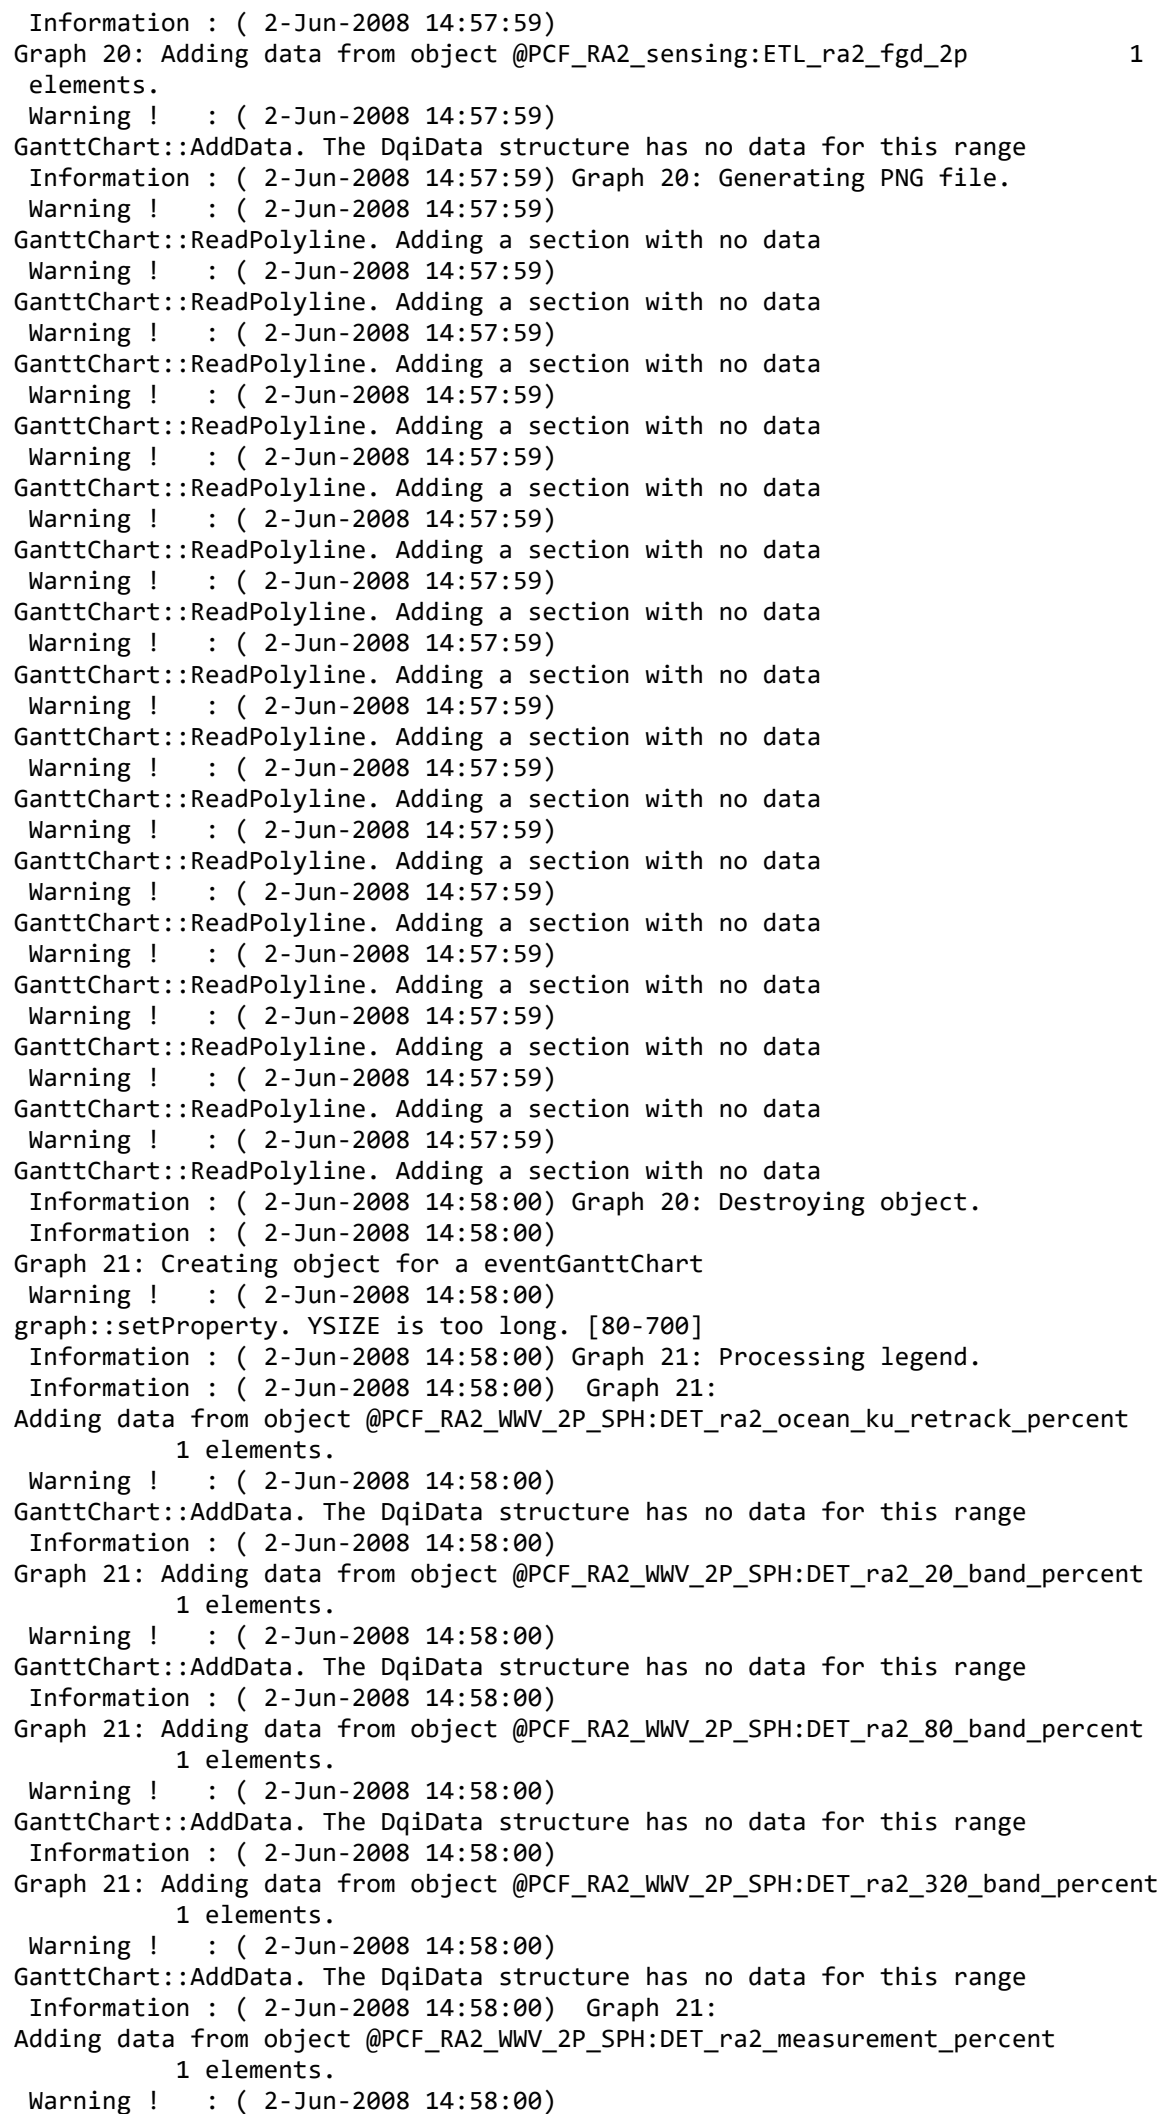 Information : ( 2-Jun-2008 14:57:59)
Graph 20: Adding data from object @PCF_RA2_sensing:ETL_ra2_fgd_2p 1
elements.
Warning ! : ( 2-Jun-2008 14:57:59)
GanttChart::AddData. The DqiData structure has no data for this range
Information : ( 2-Jun-2008 14:57:59) Graph 20: Generating PNG file.
Warning ! : ( 2-Jun-2008 14:57:59)
GanttChart::ReadPolyline. Adding a section with no data
Warning ! : ( 2-Jun-2008 14:57:59)
GanttChart::ReadPolyline. Adding a section with no data
Warning ! : ( 2-Jun-2008 14:57:59)
GanttChart::ReadPolyline. Adding a section with no data
Warning ! : ( 2-Jun-2008 14:57:59)
GanttChart::ReadPolyline. Adding a section with no data
Warning ! : ( 2-Jun-2008 14:57:59)
GanttChart::ReadPolyline. Adding a section with no data
Warning ! : ( 2-Jun-2008 14:57:59)
GanttChart::ReadPolyline. Adding a section with no data
Warning ! : ( 2-Jun-2008 14:57:59)
GanttChart::ReadPolyline. Adding a section with no data
Warning ! : ( 2-Jun-2008 14:57:59)
GanttChart::ReadPolyline. Adding a section with no data
Warning ! : ( 2-Jun-2008 14:57:59)
GanttChart::ReadPolyline. Adding a section with no data
Warning ! : ( 2-Jun-2008 14:57:59)
GanttChart::ReadPolyline. Adding a section with no data
Warning ! : ( 2-Jun-2008 14:57:59)
GanttChart::ReadPolyline. Adding a section with no data
Warning ! : ( 2-Jun-2008 14:57:59)
GanttChart::ReadPolyline. Adding a section with no data
Warning ! : ( 2-Jun-2008 14:57:59)
GanttChart::ReadPolyline. Adding a section with no data
Warning ! : ( 2-Jun-2008 14:57:59)
GanttChart::ReadPolyline. Adding a section with no data
Warning ! : ( 2-Jun-2008 14:57:59)
GanttChart::ReadPolyline. Adding a section with no data
Warning ! : ( 2-Jun-2008 14:57:59)
GanttChart::ReadPolyline. Adding a section with no data
Information : ( 2-Jun-2008 14:58:00) Graph 20: Destroying object.
Information : ( 2-Jun-2008 14:58:00)
Graph 21: Creating object for a eventGanttChart
Warning ! : ( 2-Jun-2008 14:58:00)
graph::setProperty. YSIZE is too long. [80-700]
Information : ( 2-Jun-2008 14:58:00) Graph 21: Processing legend.
Information : ( 2-Jun-2008 14:58:00) Graph 21:
Adding data from object @PCF_RA2_WWV_2P_SPH:DET_ra2_ocean_ku_retrack_percent
1 elements.
Warning ! : ( 2-Jun-2008 14:58:00)
GanttChart::AddData. The DqiData structure has no data for this range
Information : ( 2-Jun-2008 14:58:00)
Graph 21: Adding data from object @PCF_RA2_WWV_2P_SPH:DET_ra2_20_band_percent
1 elements.
Warning ! : ( 2-Jun-2008 14:58:00)
GanttChart::AddData. The DqiData structure has no data for this range
Information : ( 2-Jun-2008 14:58:00)
Graph 21: Adding data from object @PCF_RA2_WWV_2P_SPH:DET_ra2_80_band_percent
1 elements.
Warning ! : ( 2-Jun-2008 14:58:00)
GanttChart::AddData. The DqiData structure has no data for this range
Information : ( 2-Jun-2008 14:58:00)
Graph 21: Adding data from object @PCF_RA2_WWV_2P_SPH:DET_ra2_320_band_percent
1 elements.
Warning ! : ( 2-Jun-2008 14:58:00)
GanttChart::AddData. The DqiData structure has no data for this range
Information : ( 2-Jun-2008 14:58:00) Graph 21:
Adding data from object @PCF_RA2_WWV_2P_SPH:DET_ra2_measurement_percent
1 elements.
Warning ! : ( 2-Jun-2008 14:58:00)